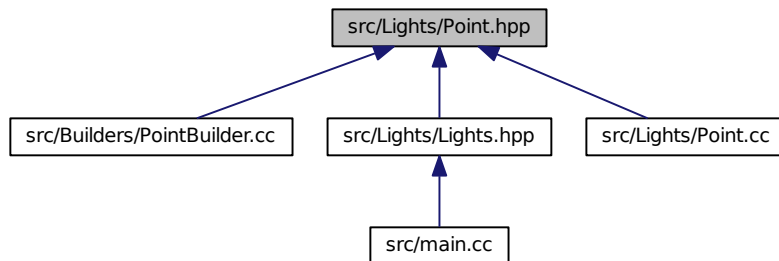 src/Lights/Point.hpp
src/Builders/PointBuilder.cc
src/Lights/Lights.hpp
src/Lights/Point.cc
src/main.cc